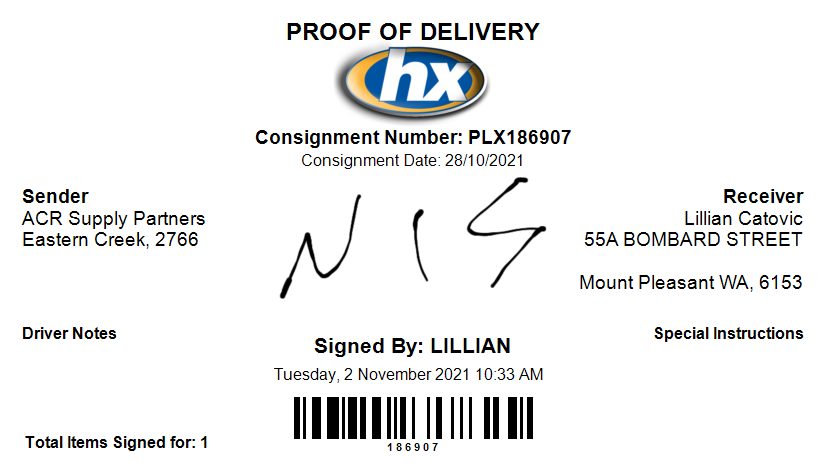 PROOF OF DELIVERY
hx
Consignment Number: PLX186907
Consignment Date: 28/10/2021
Sender
ACR Supply Partners
Eastern Creek, 2766
NIS
Receiver
Lillian Catovic
55A BOMBARD STREET
Mount Pleasant WA, 6153
Driver Notes
Signed By: LILLIAN
Tuesday, 2 November 2021 10:33 AM
Special Instructions
Total Items Signed for: 1
186907